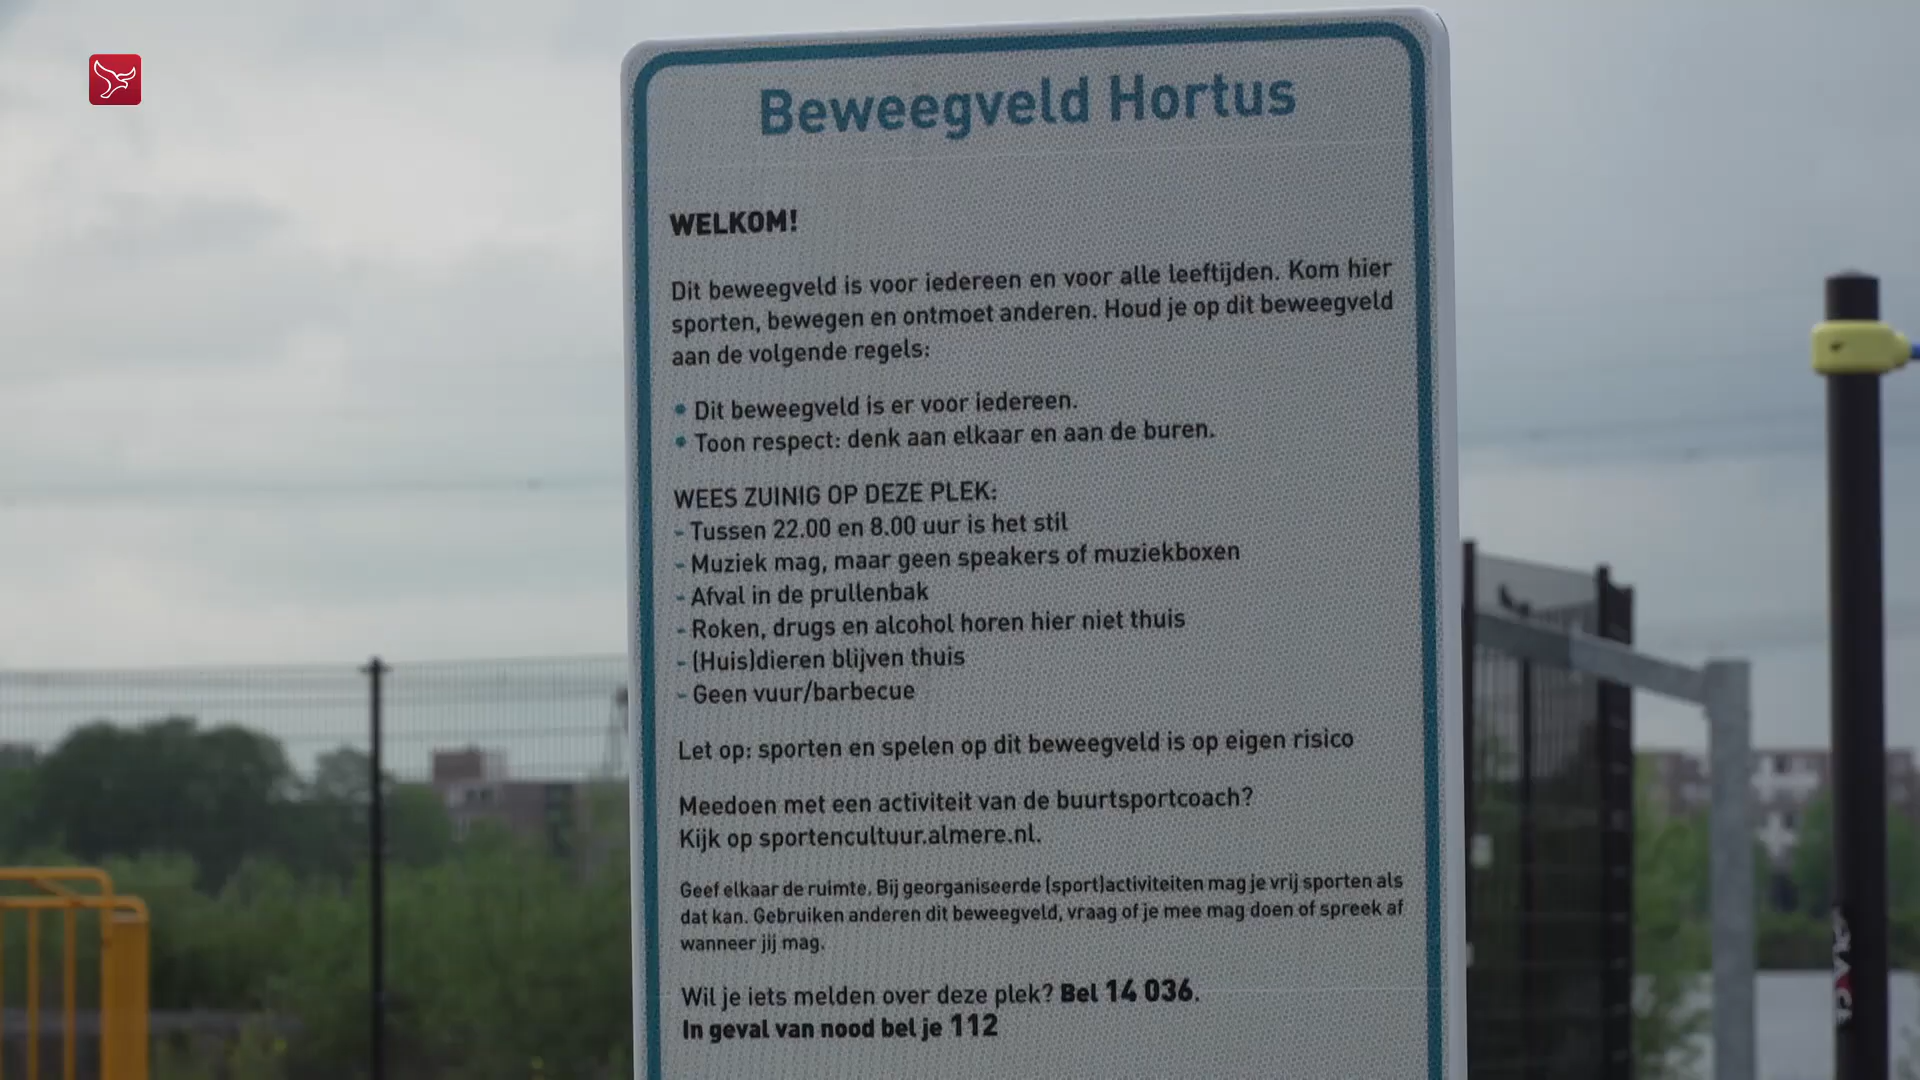 Beweegveld Hortus
WELKOM!
Dit beweegveld is voor iedereen en voor alle leeftijden. Kom hier
sporten, bewegen en ontmoet anderen. Houd je op dit beweegveld
aan de volgende regels:
• Dit beweegveld is er voor iedereen.
• Toon respect: denk aan elkaar en aan de buren.
WEES ZUINIG OP DEZE PLEK:
- Tussen 22.00 en 8.00 uur is het stil
- Muziek mag, maar geen speakers of muziekboxen
- Afval in de prullenbak
- Roken, drugs en alcohol horen hier niet thuis
- (Huis)dieren blijven thuis
- Geen vuur/barbecue
Let op: sporten en spelen op dit beweegveld is op eigen risico
Meedoen met een activiteit van de buurtsportcoach?
Kijk op sportencultuur.almere.nl.
Geef elkaar de ruimte. Bij georganiseerde (sport)activiteiten mag je vrij sporten als
dat kan. Gebruiken anderen dit beweegveld, vraag of je mee mag doen of spreek af
wanneer jij mag.
Wil je iets melden over deze plek? Bel 14 036.
In geval van nood bel je 112